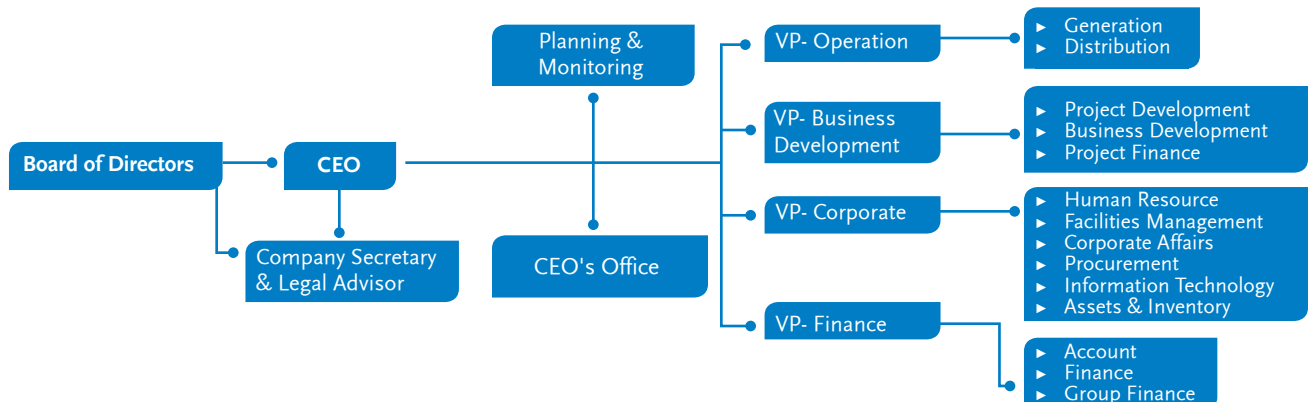 Board of Directors
CEO
Company Secretary
& Legal Advisor
Planning &
Monitoring
CEO's Office
VP- Operation
► Generation
► Distribution
VP- Business
Development
► Project Development
► Business Development
► Project Finance
VP- Corporate
► Human Resource
► Facilities Management
► Corporate Affairs
► Procurement
► Information Technology
► Assets & Inventory
VP- Finance
► Account
► Finance
► Group Finance